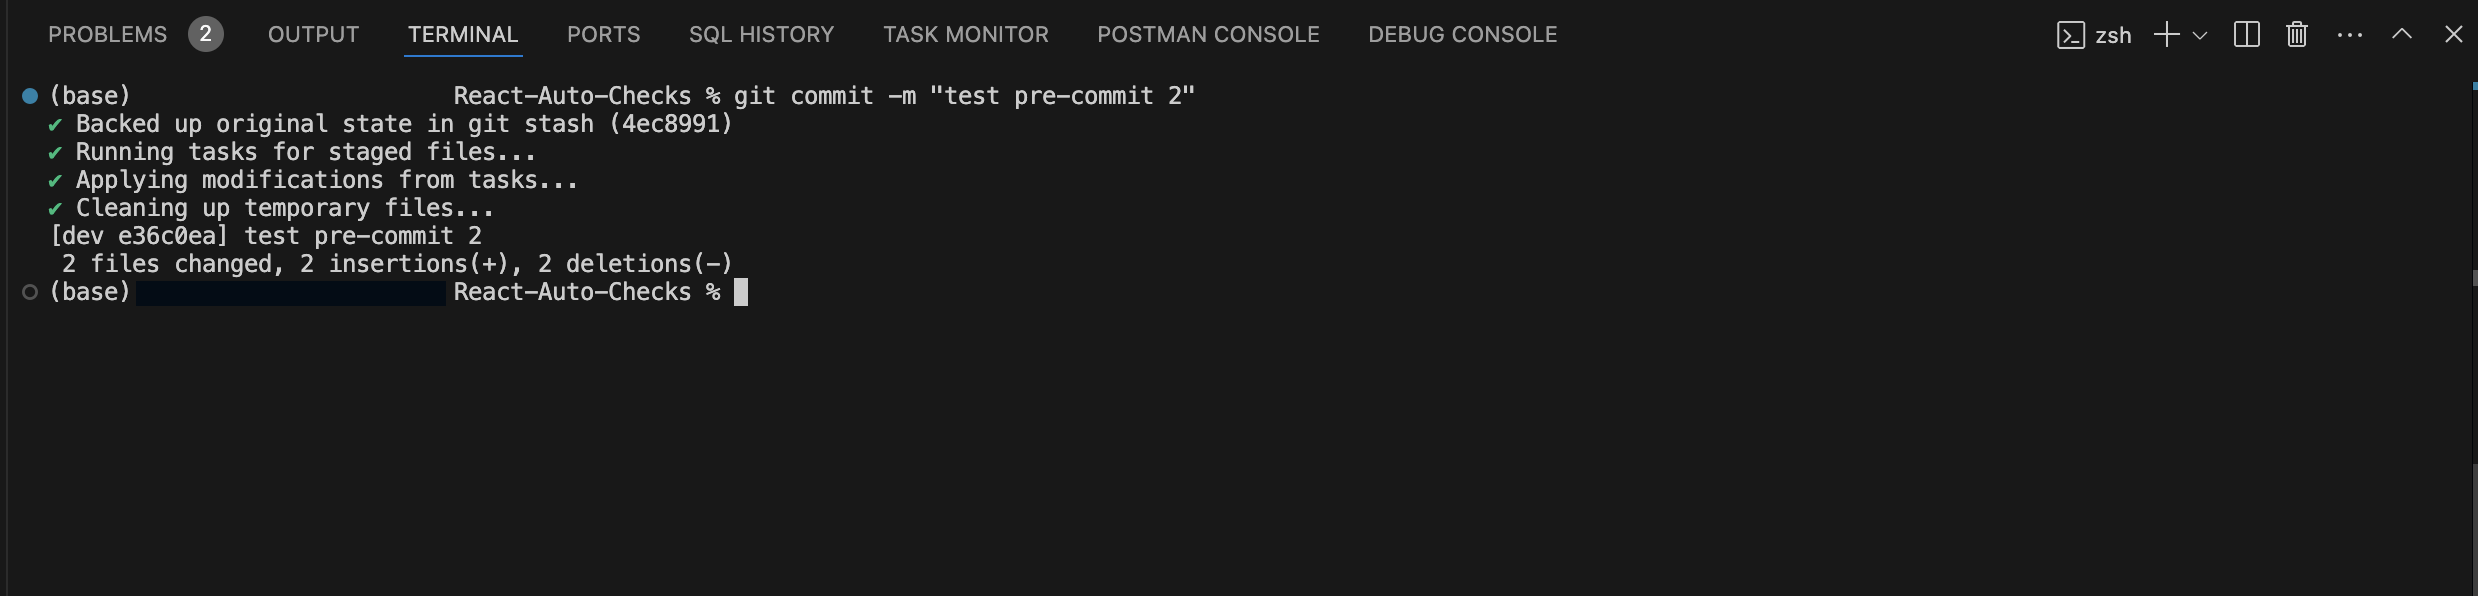 PROBLEMS 2 OUTPUT TERMINAL PORTS SQL HISTORY TASK MONITOR POSTMAN CONSOLE DEBUG CONSOLE zsh
(base) React-Auto-Checks % git commit -m "test pre-commit 2"
✔ Backed up original state in git stash (4ec8991)
✔ Running tasks for staged files...
✔ Applying modifications from tasks...
✔ Cleaning up temporary files...
[dev e36c0ea] test pre-commit 2
2 files changed, 2 insertions(+), 2 deletions(-)
(base) React-Auto-Checks %